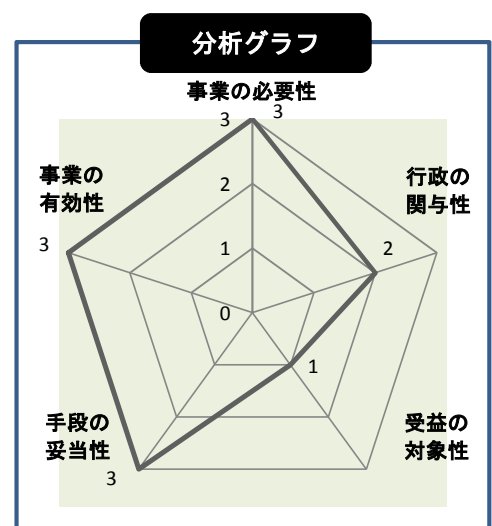 分析グラフ
事業の必要性
3
3
事業の
有効性
行政の
関与性
2
3
2
1
0
1
手段の
妥当性
受益の
対象性
3